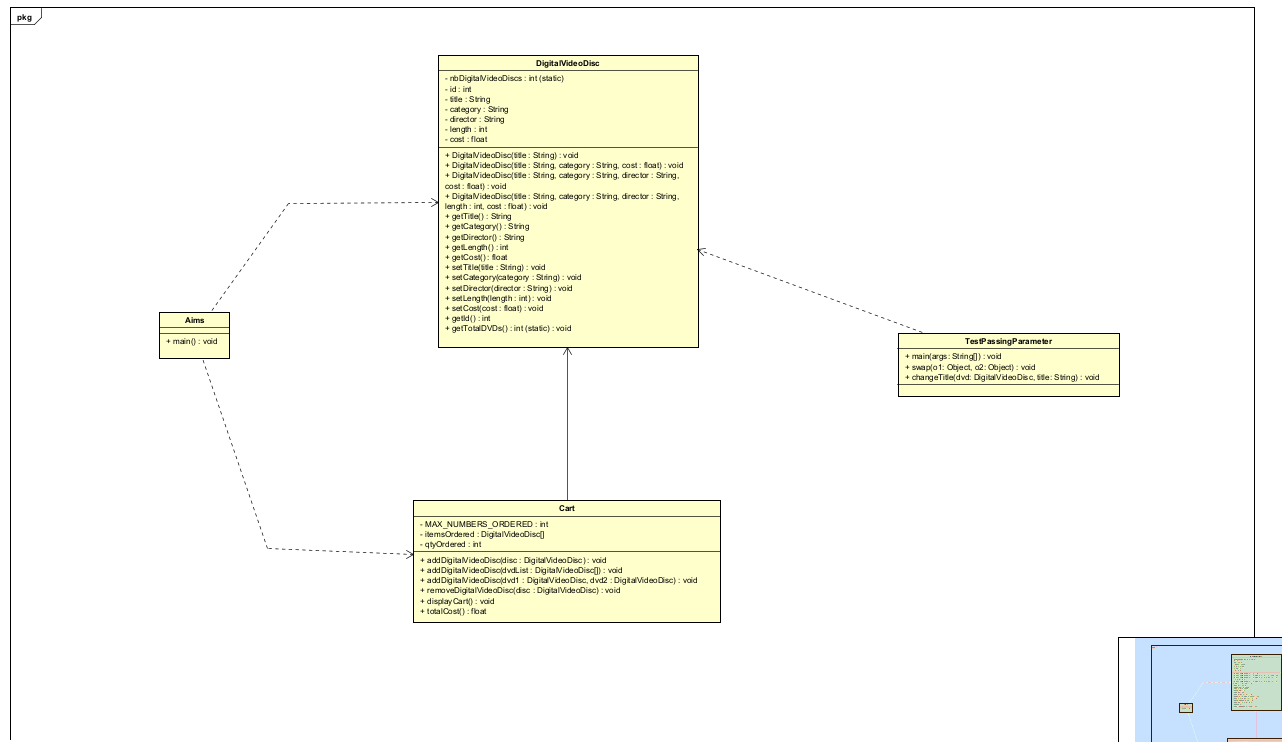 pkg
DigitalVideoDisc
- nbDigitalVideoDiscs : int (static)
- id : int
- title : String
- category : String
- director : String
- length : int
- cost : float
+ DigitalVideoDisc(title : String) : void
+ DigitalVideoDisc(title : String, category : String, cost : float) : void
+ DigitalVideoDisc(title : String, category : String, director : String,
cost : float) : void
+ DigitalVideoDisc(title : String, category : String, director : String,
length : int, cost : float) : void
+ getTitle() : String
+ getCategory() : String
+ getDirector() : String
+ getLength() : int
+ getCost() : float
+ setTitle(title : String) : void
+ setCategory(category : String) : void
+ setDirector(director : String) : void
+ setLength(length : int) : void
+ setCost(cost : float) : void
+ getId() : int
+ getTotalDVDs() : int (static) : void
Aims
+ main() : void
TestPassingParameter
+ main(args: String[]) : void
+ swap(o1: Object, o2: Object) : void
+ changeTitle(dvd: DigitalVideoDisc, title: String) : void
Cart
- MAX_NUMBERS_ORDERED : int
- itemsOrdered : DigitalVideoDisc[]
- qtyOrdered : int
+ addDigitalVideoDisc(disc : DigitalVideoDisc) : void
+ addDigitalVideoDisc(dvdList : DigitalVideoDisc[]) : void
+ addDigitalVideoDisc(dvd1 : DigitalVideoDisc, dvd2 : DigitalVideoDisc) : void
+ removeDigitalVideoDisc(disc : DigitalVideoDisc) : void
+ displayCart() : void
+ totalCost() : float